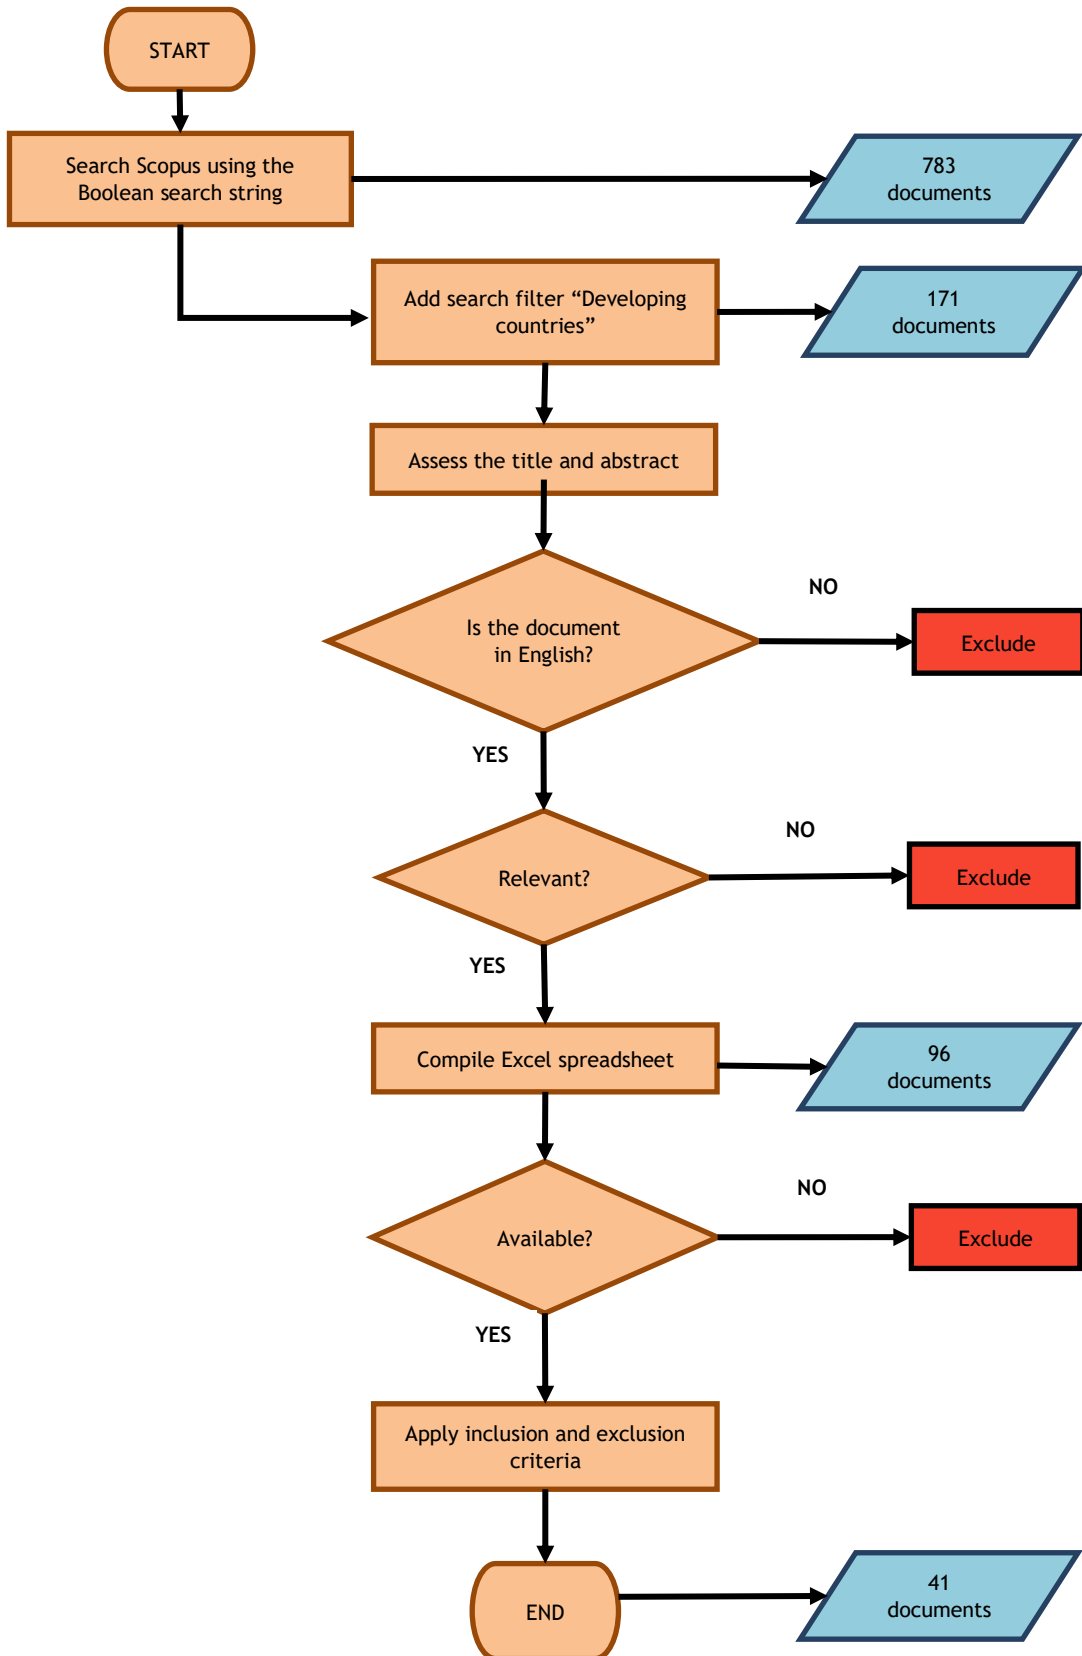 START
Search Scopus using the
Boolean search string
783
documents
Add search filter “Developing
countries”
171
documents
Assess the title and abstract
Is the document
in English?
NO
Exclude
YES
Relevant?
NO
Exclude
YES
Compile Excel spreadsheet
96
documents
Available?
NO
Exclude
YES
Apply inclusion and exclusion
criteria
END
41
documents